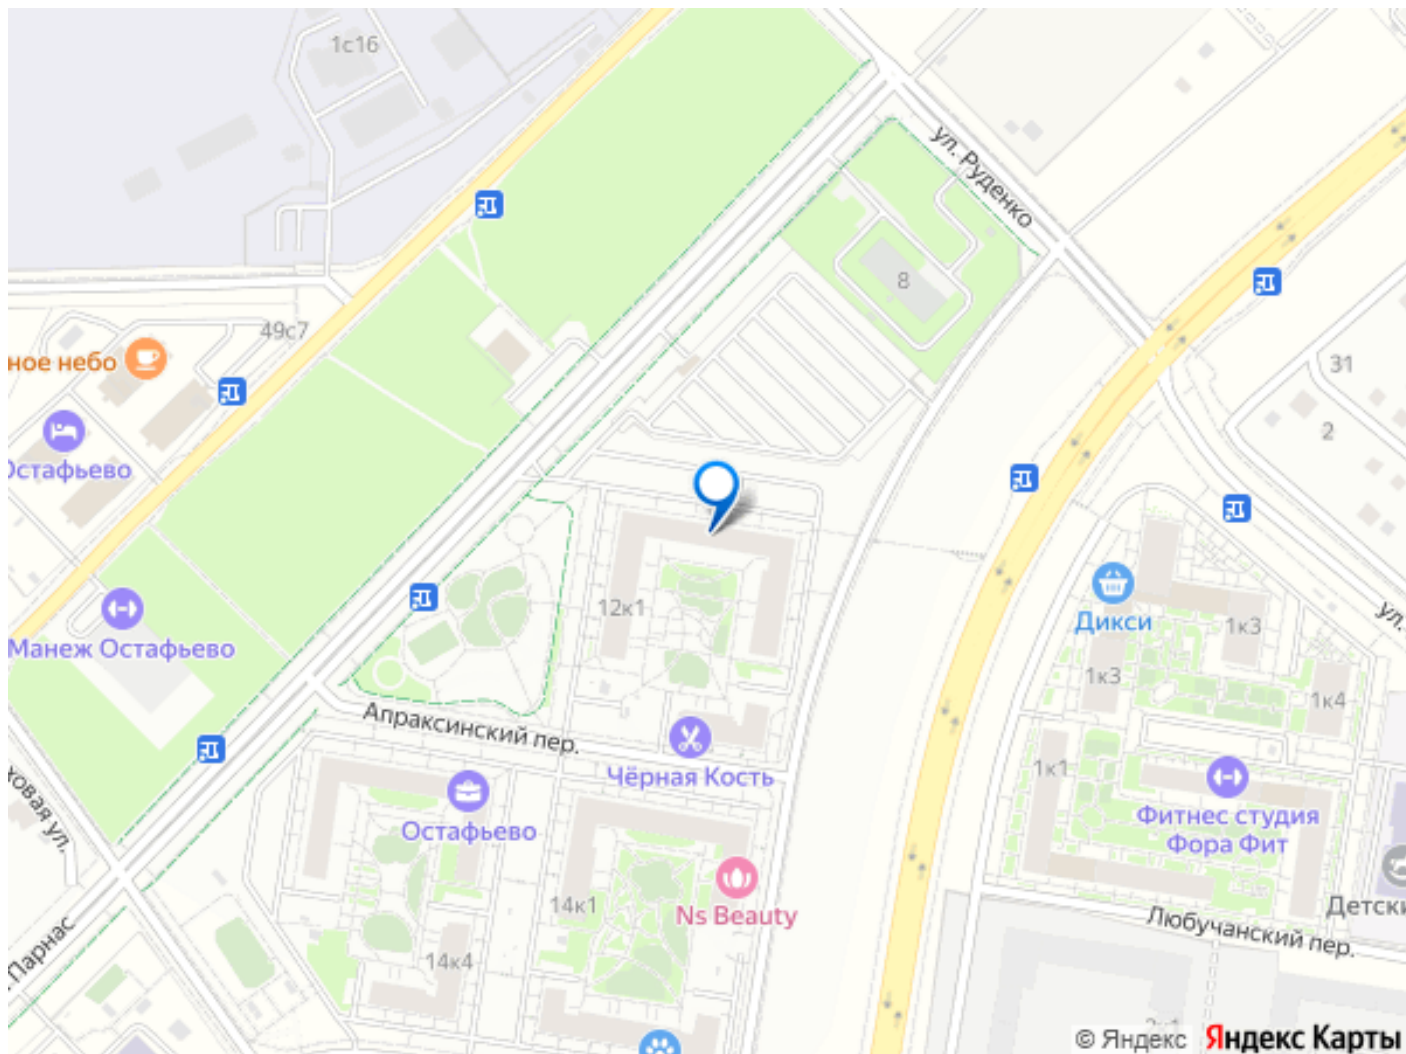 1с16
ул. Руденко
8
49с7
ное небо
31
2
Остафьево
12к1
Дикси
ул.
1к3
Манеж Остафьево
1к3
1к4
Апраксинский пер.
Чёрная Кость
1к1
ховая ул.
Остафьево
Фитнес студия
Фора Фит
14к1
Ns Beauty
Детски
Любучанский пер.
Парнас
14к4
© Яндекс
Яндекс Карты